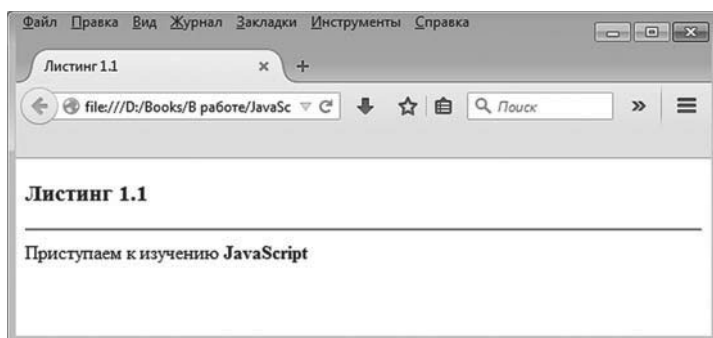 Файл Правка Вид Журнал Закладки Инструменты Справка
Листинг 1.1
file:///D:/Books/В работе/JavaSc
Поиск
Листинг 1.1
Приступаем к изучению JavaScript